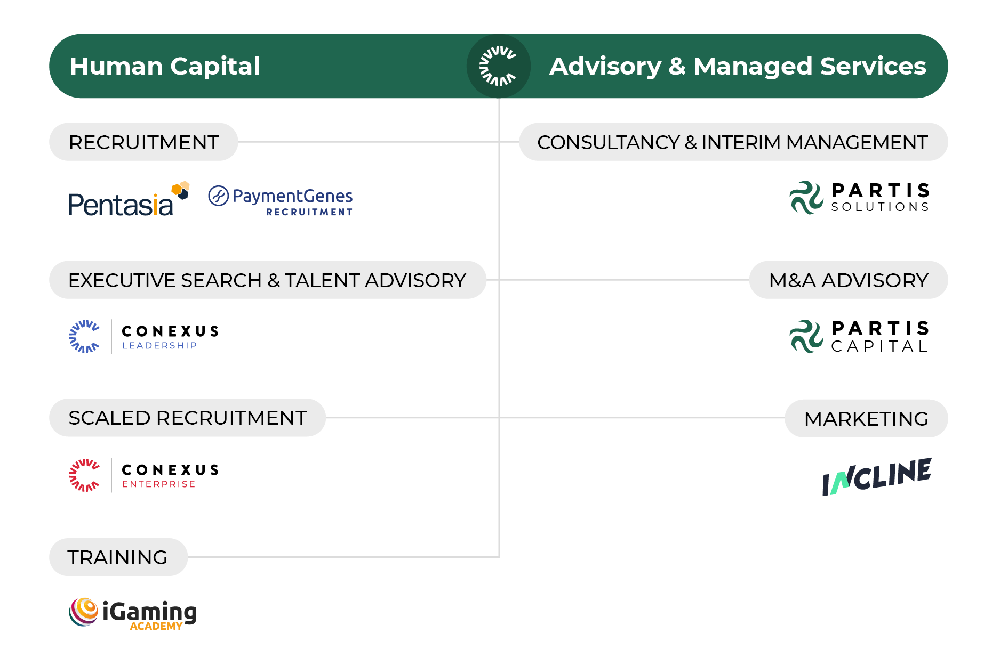 Human Capital
Advisory & Managed Services
RECRUITMENT
CONSULTANCY & INTERIM MANAGEMENT
Pentasia
PaymentGenes
RECRUITMENT
PARTIS
SOLUTIONS
EXECUTIVE SEARCH & TALENT ADVISORY
M&A ADVISORY
CONEXUS
LEADERSHIP
PARTIS
CAPITAL
SCALED RECRUITMENT
MARKETING
CONEXUS
ENTERPRISE
INCLINE
TRAINING
iGaming
ACADEMY